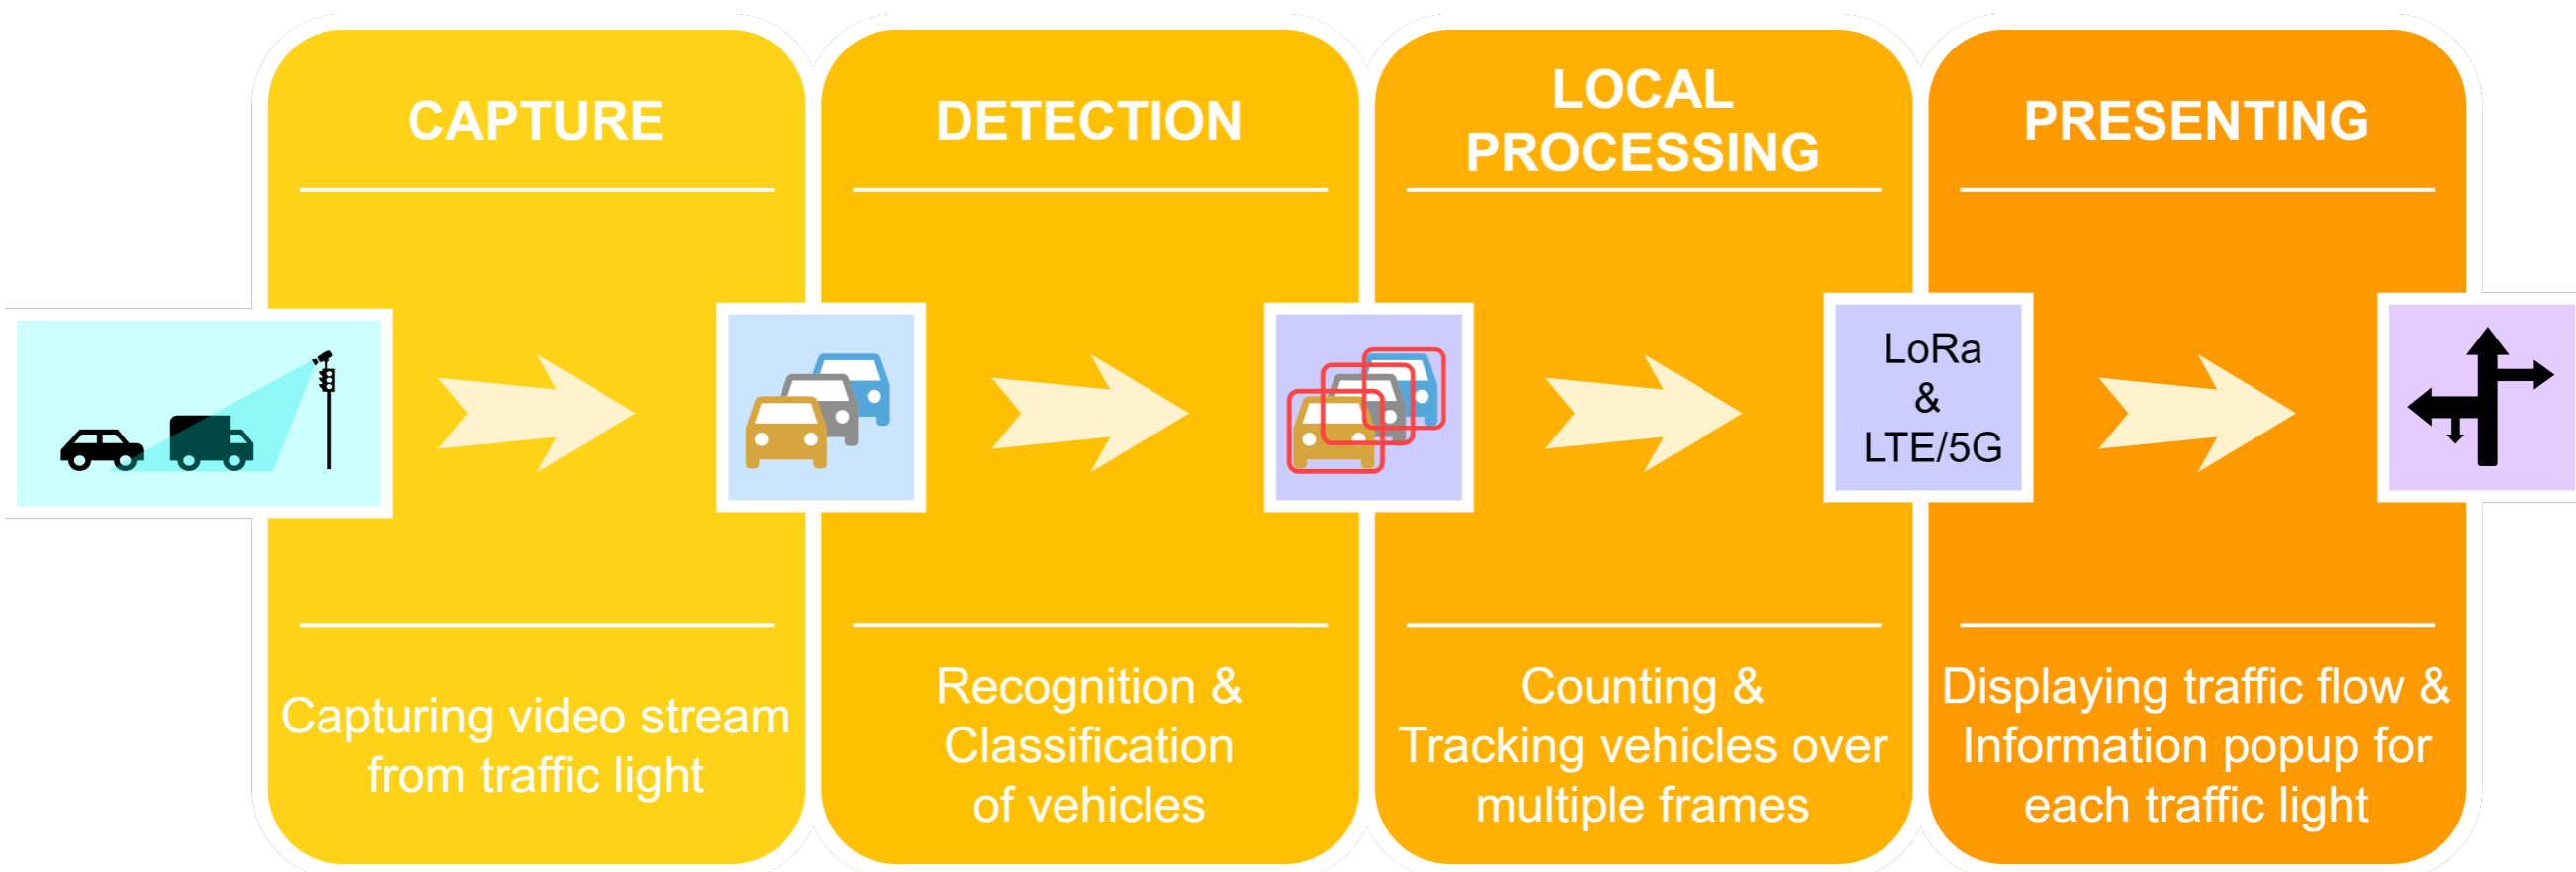 CAPTURE
Capturing video stream
from traffic light
DETECTION
Recognition &
Classification
of vehicles
LOCAL
PROCESSING
Counting &
Tracking vehicles over
multiple frames
LoRa
&
LTE/5G
PRESENTING
Displaying traffic flow &
Information popup for
each traffic light